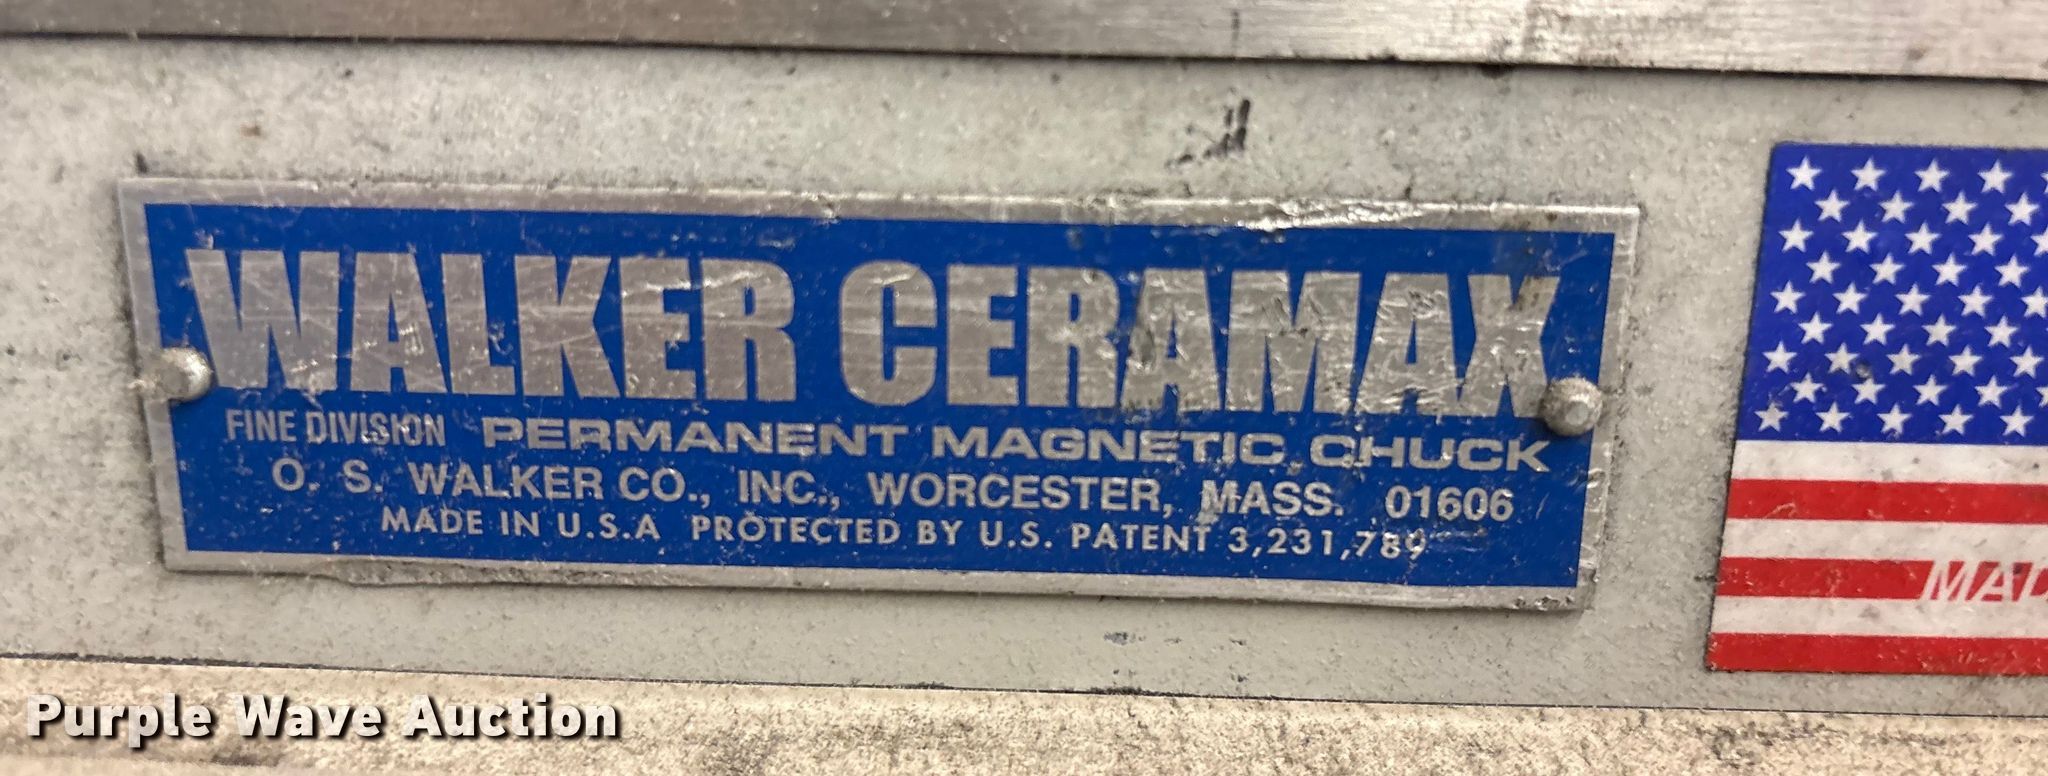 WALKER CERAMAX
FINE DIVISION PERMANENT MAGNETIC CHUCK
O. S. WALKER CO., INC., WORCESTER, MASS. 01606
MADE IN U.S.A PROTECTED BY U.S. PATENT 3,231,789
MAD
Purple Wave Auction